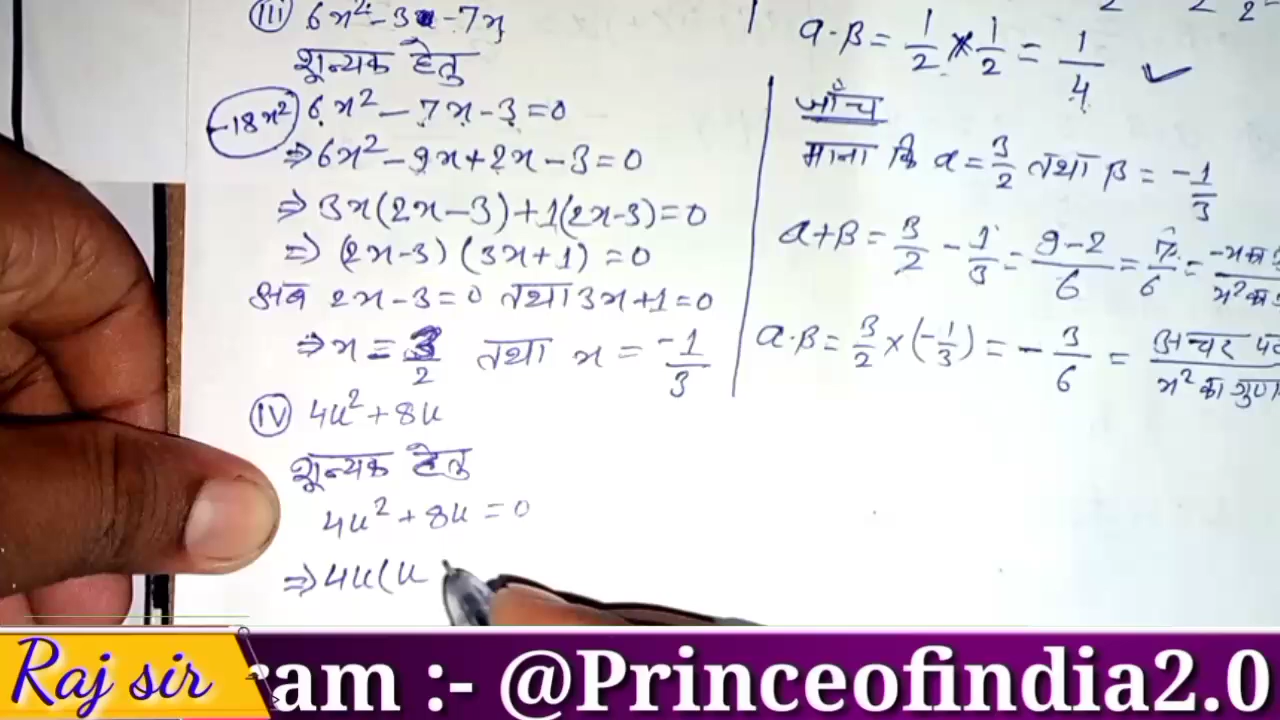 (iii) 6x² - 3 - 7x
शून्यक हेतु
-18x² 6x² - 7x - 3 = 0
⇒ 6x² - 9x + 2x - 3 = 0
⇒ 3x(2x-3) + 1(2x-3) = 0
⇒ (2x-3) (3x+1) = 0
अब 2x - 3 = 0 तथा 3x + 1 = 0
⇒ x = 3/2 तथा x = -1/3
(iv) 4u² + 8u
शून्यक हेतु
4u² + 8u = 0
⇒ 4u(u
α·β = 1/2 × 1/2 = 1/4 ✓
जाँच
माना कि α = 3/2 तथा β = -1/3
α+β = 3/2 - 1/3 = 9-2/6 = 7/6 = -x का / x² का
α·β = 3/2 × (-1/3) = -3/6 = अचर / x² का
Raj sir
am :- @Princeofindia2.0